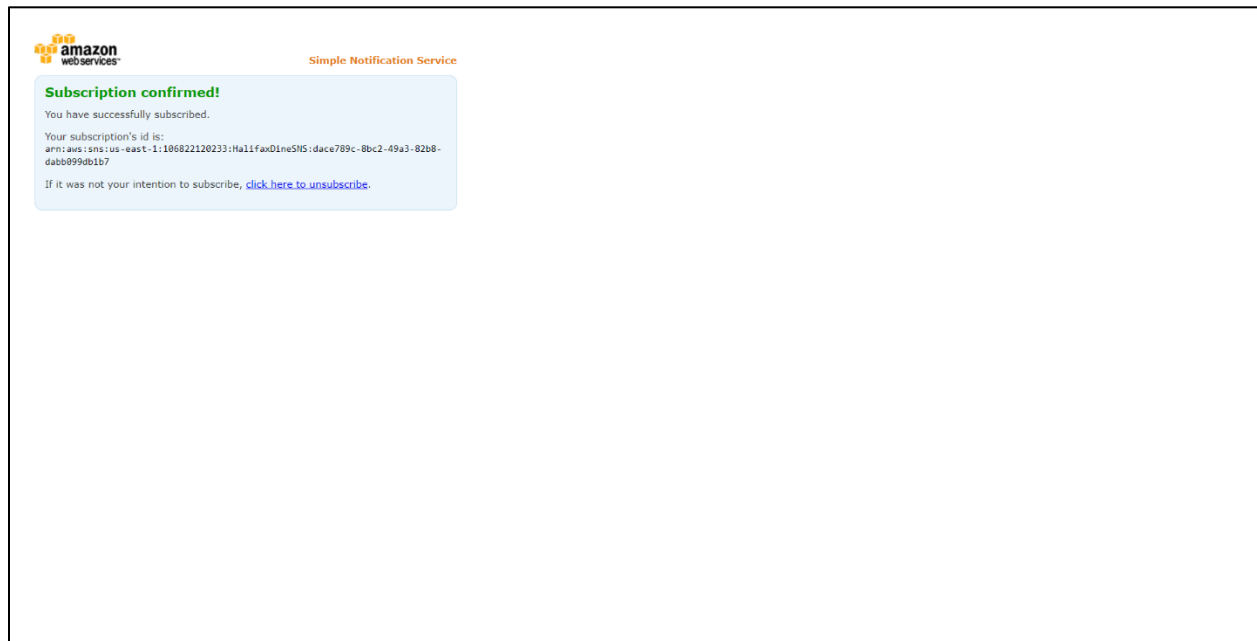 amazon
webservices™
Simple Notification Service
Subscription confirmed!
You have successfully subscribed.
Your subscription's id is:
arn:aws:sns:us-east-1:106822120233:HalifaxDineSNS:dace789c-8bc2-49a3-82b8-
dabb099db1b7
If it was not your intention to subscribe, click here to unsubscribe.